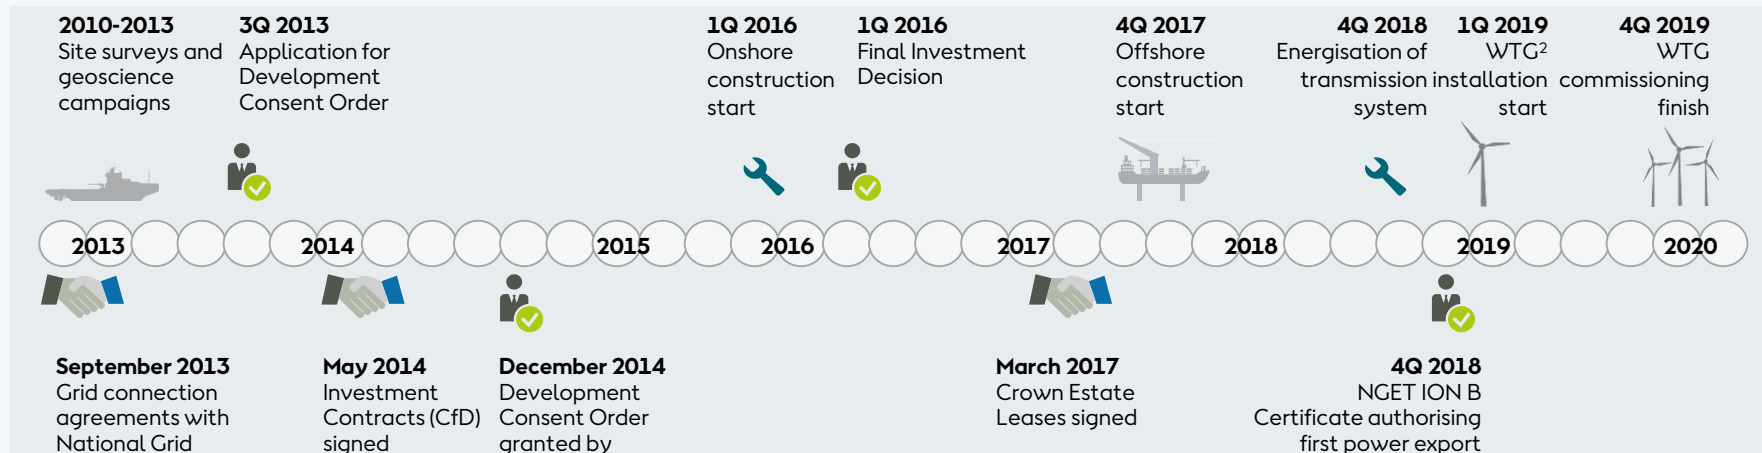 2010-2013
Site surveys and
geoscience
campaigns
3Q 2013
Application for
Development
Consent Order
1Q 2016
Onshore
construction
start
1Q 2016
Final Investment
Decision
4Q 2017
Offshore
construction
start
4Q 2018
Energisation of
transmission
system
1Q 2019
WTG²
installation
start
4Q 2019
WTG
commissioning
finish
2013
2014
2015
2016
2017
2018
2019
2020
September 2013
Grid connection
agreements with
National Grid
May 2014
Investment
Contracts (CfD)
signed
December 2014
Development
Consent Order
granted by
March 2017
Crown Estate
Leases signed
4Q 2018
NGET ION B
Certificate authorising
first power export